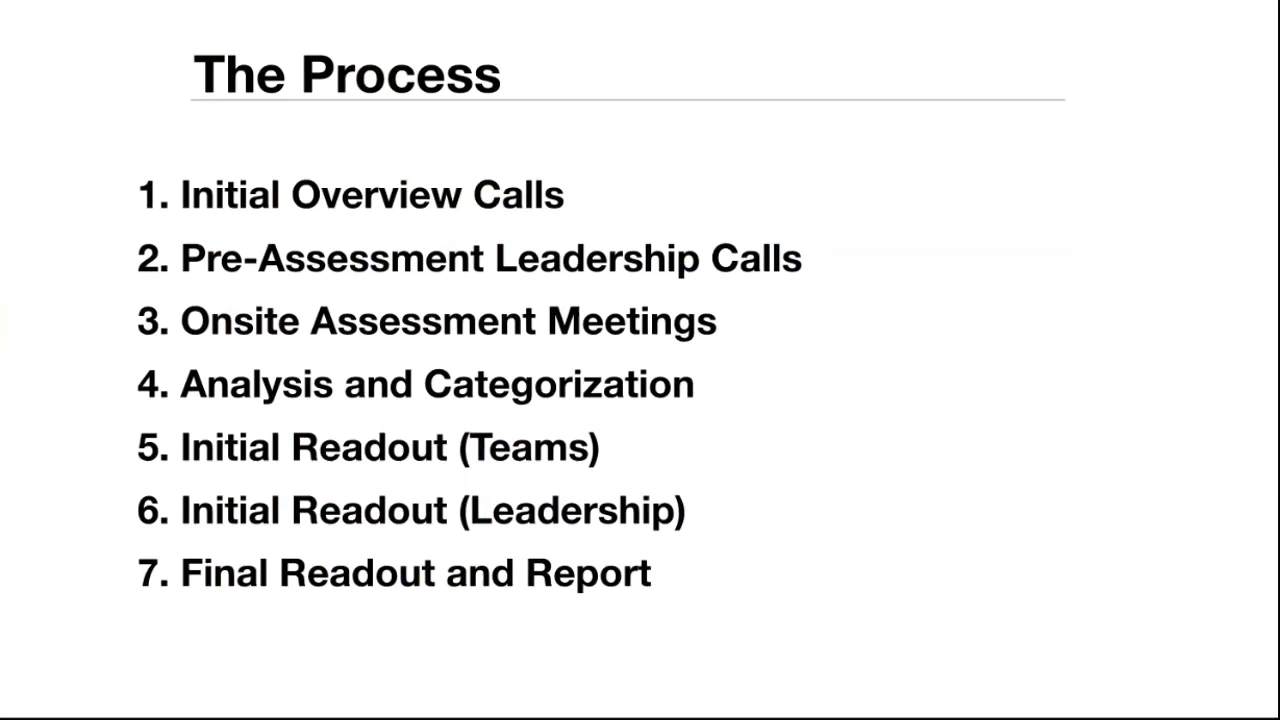 The Process
1. Initial Overview Calls
2. Pre-Assessment Leadership Calls
3. Onsite Assessment Meetings
4. Analysis and Categorization
5. Initial Readout (Teams)
6. Initial Readout (Leadership)
7. Final Readout and Report